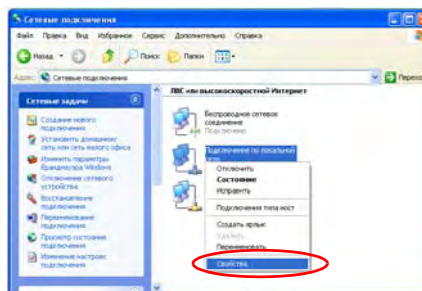 Сетевые подключения
Файл Правка Вид Избранное Сервис Дополнительно Справка
Назад Поиск Папки
Адрес: Сетевые подключения
Переход
Сетевые задачи
Создание нового
подключения
Установить домашнюю
сеть или сеть малого офиса
Изменить параметры
брандмауэра Windows
Отключение сетевого
устройства
Восстановление
подключения
Переименование
подключения
Просмотр состояния
подключения
Изменение настроек
подключения
ЛВС или высокоскоростной Интернет
Беспроводное сетевое
соединение
Подключено
Подключение по локальной
сети
Отключить
Состояние
Исправить
Подключения типа мост
Создать ярлык
Удалить
Переименовать
Свойства